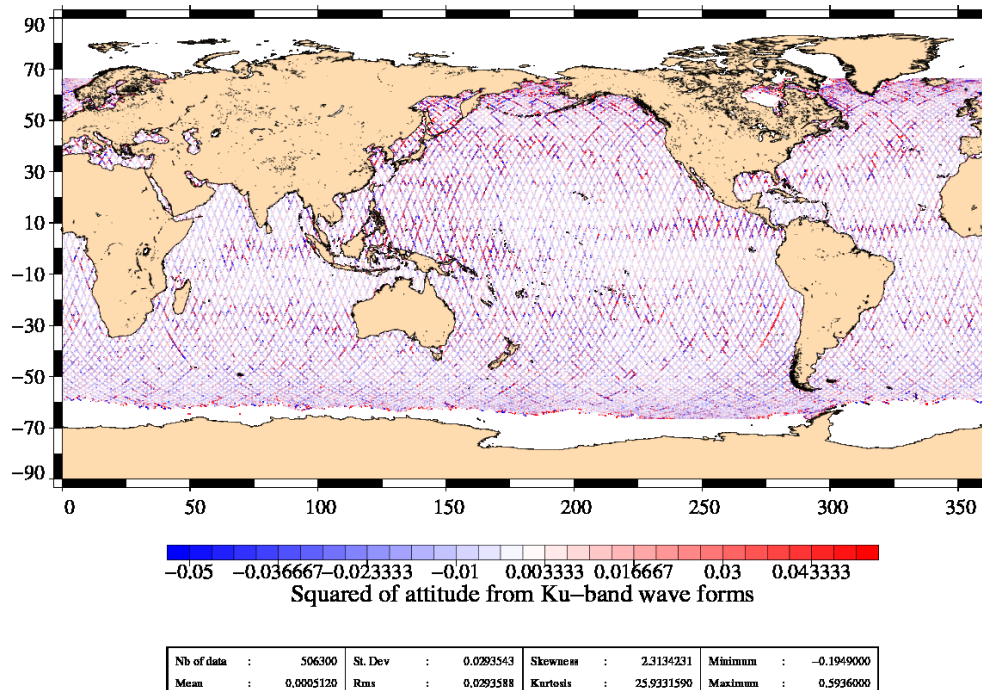 90
70
50
30
10
−10
−30
−50
−70
−90
0 50 100 150 200 250 300 350
−0.05 −0.036667 −0.023333 −0.01 0.003333 0.016667 0.03 0.043333
Squared of attitude from Ku−band wave forms
Nb of data : 506300 St. Dev : 0.0293543 Skewness : 2.3134231 Minimum : −0.1949000
Mean : 0.0005120 Rms : 0.0293588 Kurtosis : 25.9331590 Maximum : 0.5936000